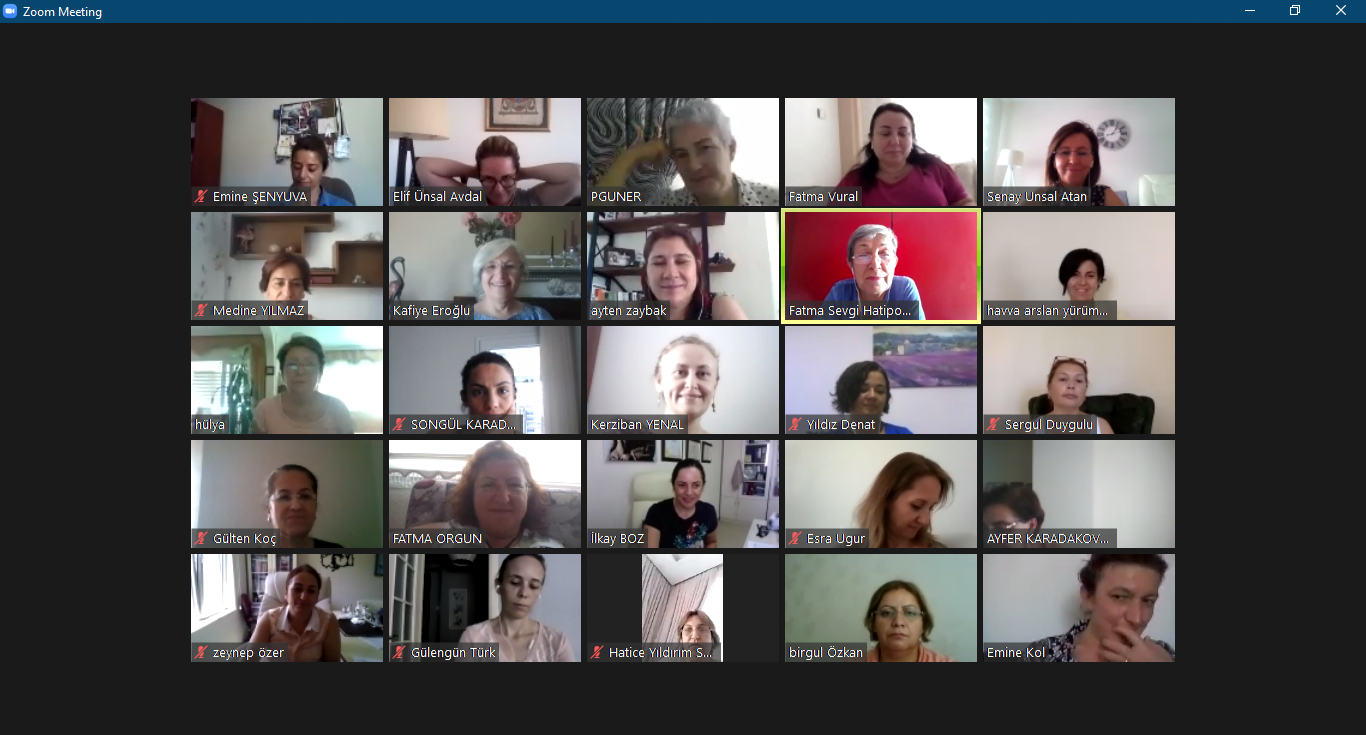 Zoom Meeting
Emine ŞENYUVA
Elif Ünsal Avdal
PGUNER
Fatma Vural
Senay Unsal Atan
Medine YILMAZ
Kafiye Eroğlu
ayten zaybak
Fatma Sevgi Hatipo...
havva arslan yürüm...
hülya
SONGÜL KARAD...
Kerziban YENAL
Yıldız Denat
Sergul Duygulu
Gülten Koç
FATMA ORGUN
İlkay BOZ
Esra Ugur
AYFER KARADAKOV...
zeynep özer
Gülengün Türk
Hatice Yıldırım S...
birgul Özkan
Emine Kol